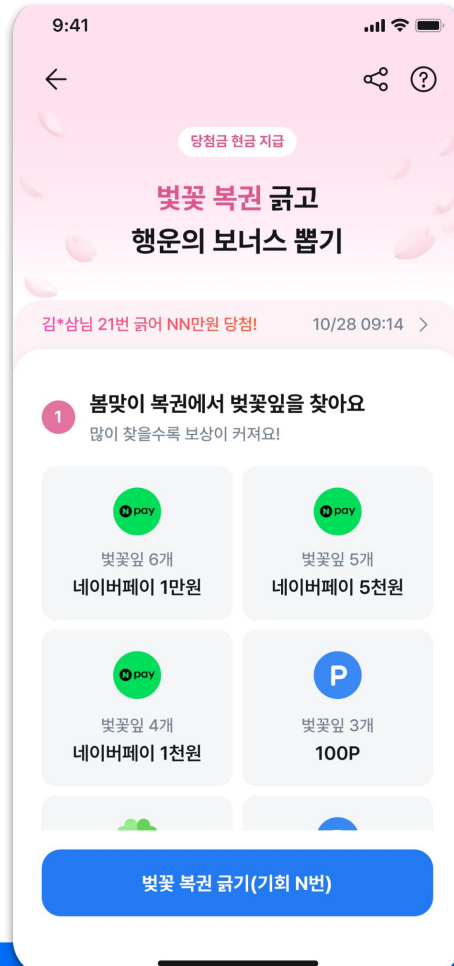 9:41
당첨금 현금 지급
벚꽃 복권 긁고
행운의 보너스 뽑기
김*삼님 21번 긁어 NN만원 당첨!
10/28 09:14
1
봄맞이 복권에서 벚꽃잎을 찾아요
많이 찾을수록 보상이 커져요!
N pay
N pay
벚꽃잎 6개
벚꽃잎 5개
네이버페이 1만원
네이버페이 5천원
N pay
P
벚꽃잎 4개
벚꽃잎 3개
네이버페이 1천원
100P
벚꽃 복권 긁기(기회 N번)